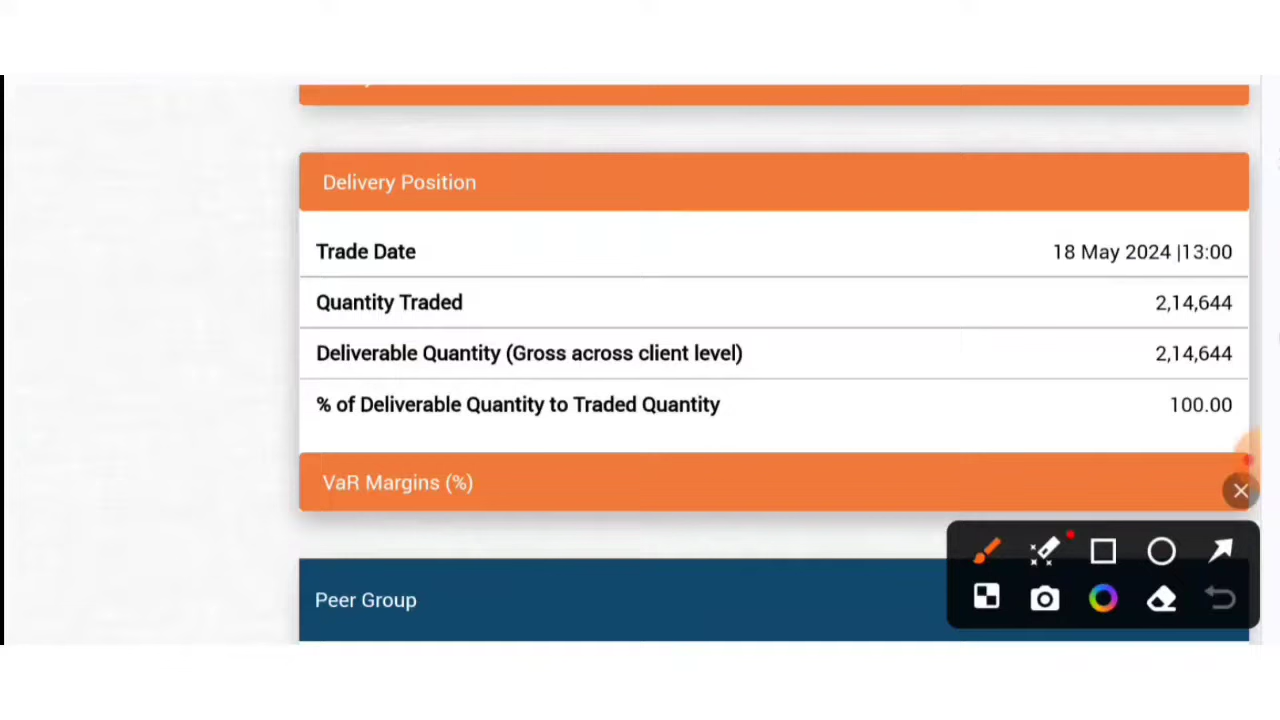 Delivery Position
Trade Date 18 May 2024 |13:00
Quantity Traded 2,14,644
Deliverable Quantity (Gross across client level) 2,14,644
% of Deliverable Quantity to Traded Quantity 100.00
VaR Margins (%)
Peer Group